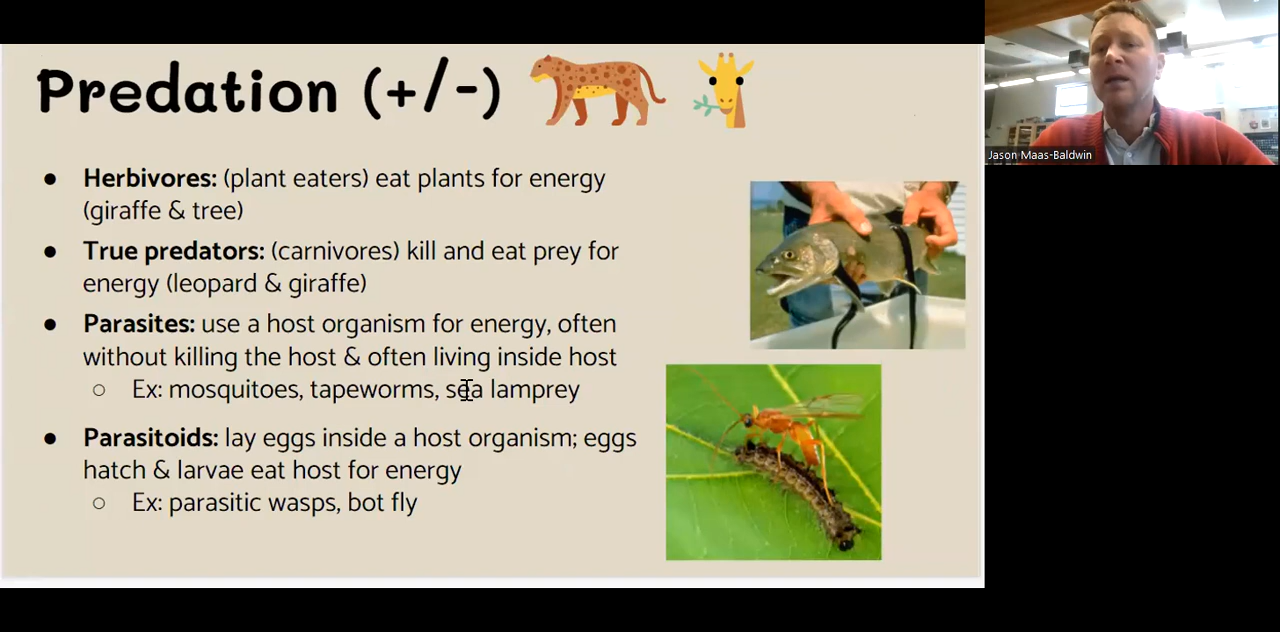 Predation (+/-)
● Herbivores: (plant eaters) eat plants for energy
(giraffe & tree)
● True predators: (carnivores) kill and eat prey for
energy (leopard & giraffe)
● Parasites: use a host organism for energy, often
without killing the host & often living inside host
○ Ex: mosquitoes, tapeworms, sea lamprey
● Parasitoids: lay eggs inside a host organism; eggs
hatch & larvae eat host for energy
○ Ex: parasitic wasps, bot fly
Jason Maas-Baldwin